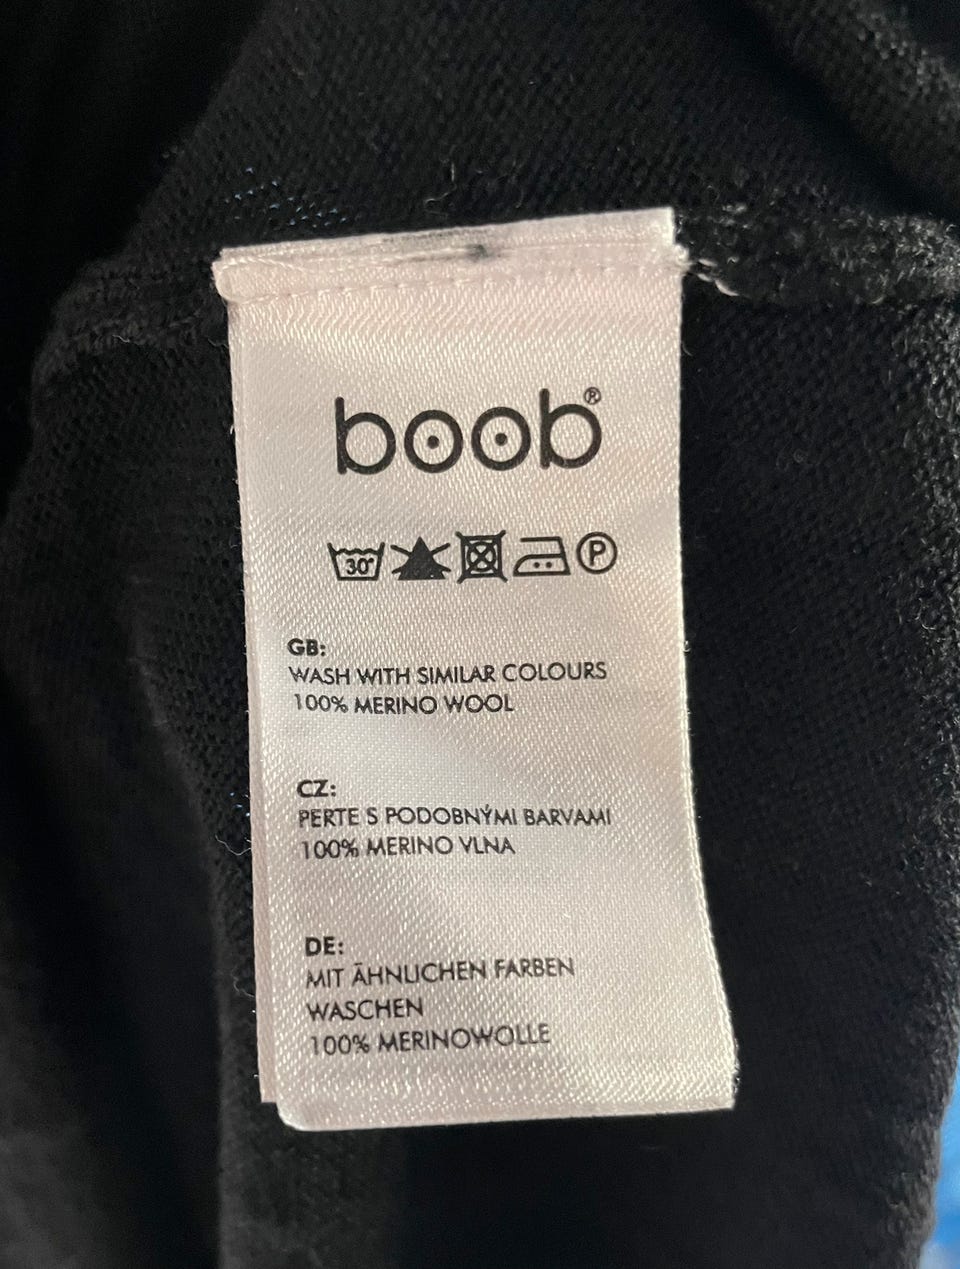 boob®
30° P
GB:
WASH WITH SIMILAR COLOURS
100% MERINO WOOL
CZ:
PERTE S PODOBNÝMI BARVAMI
100% MERINO VLNA
DE:
MIT ÄHNLICHEN FARBEN
WASCHEN
100% MERINOWOLLE